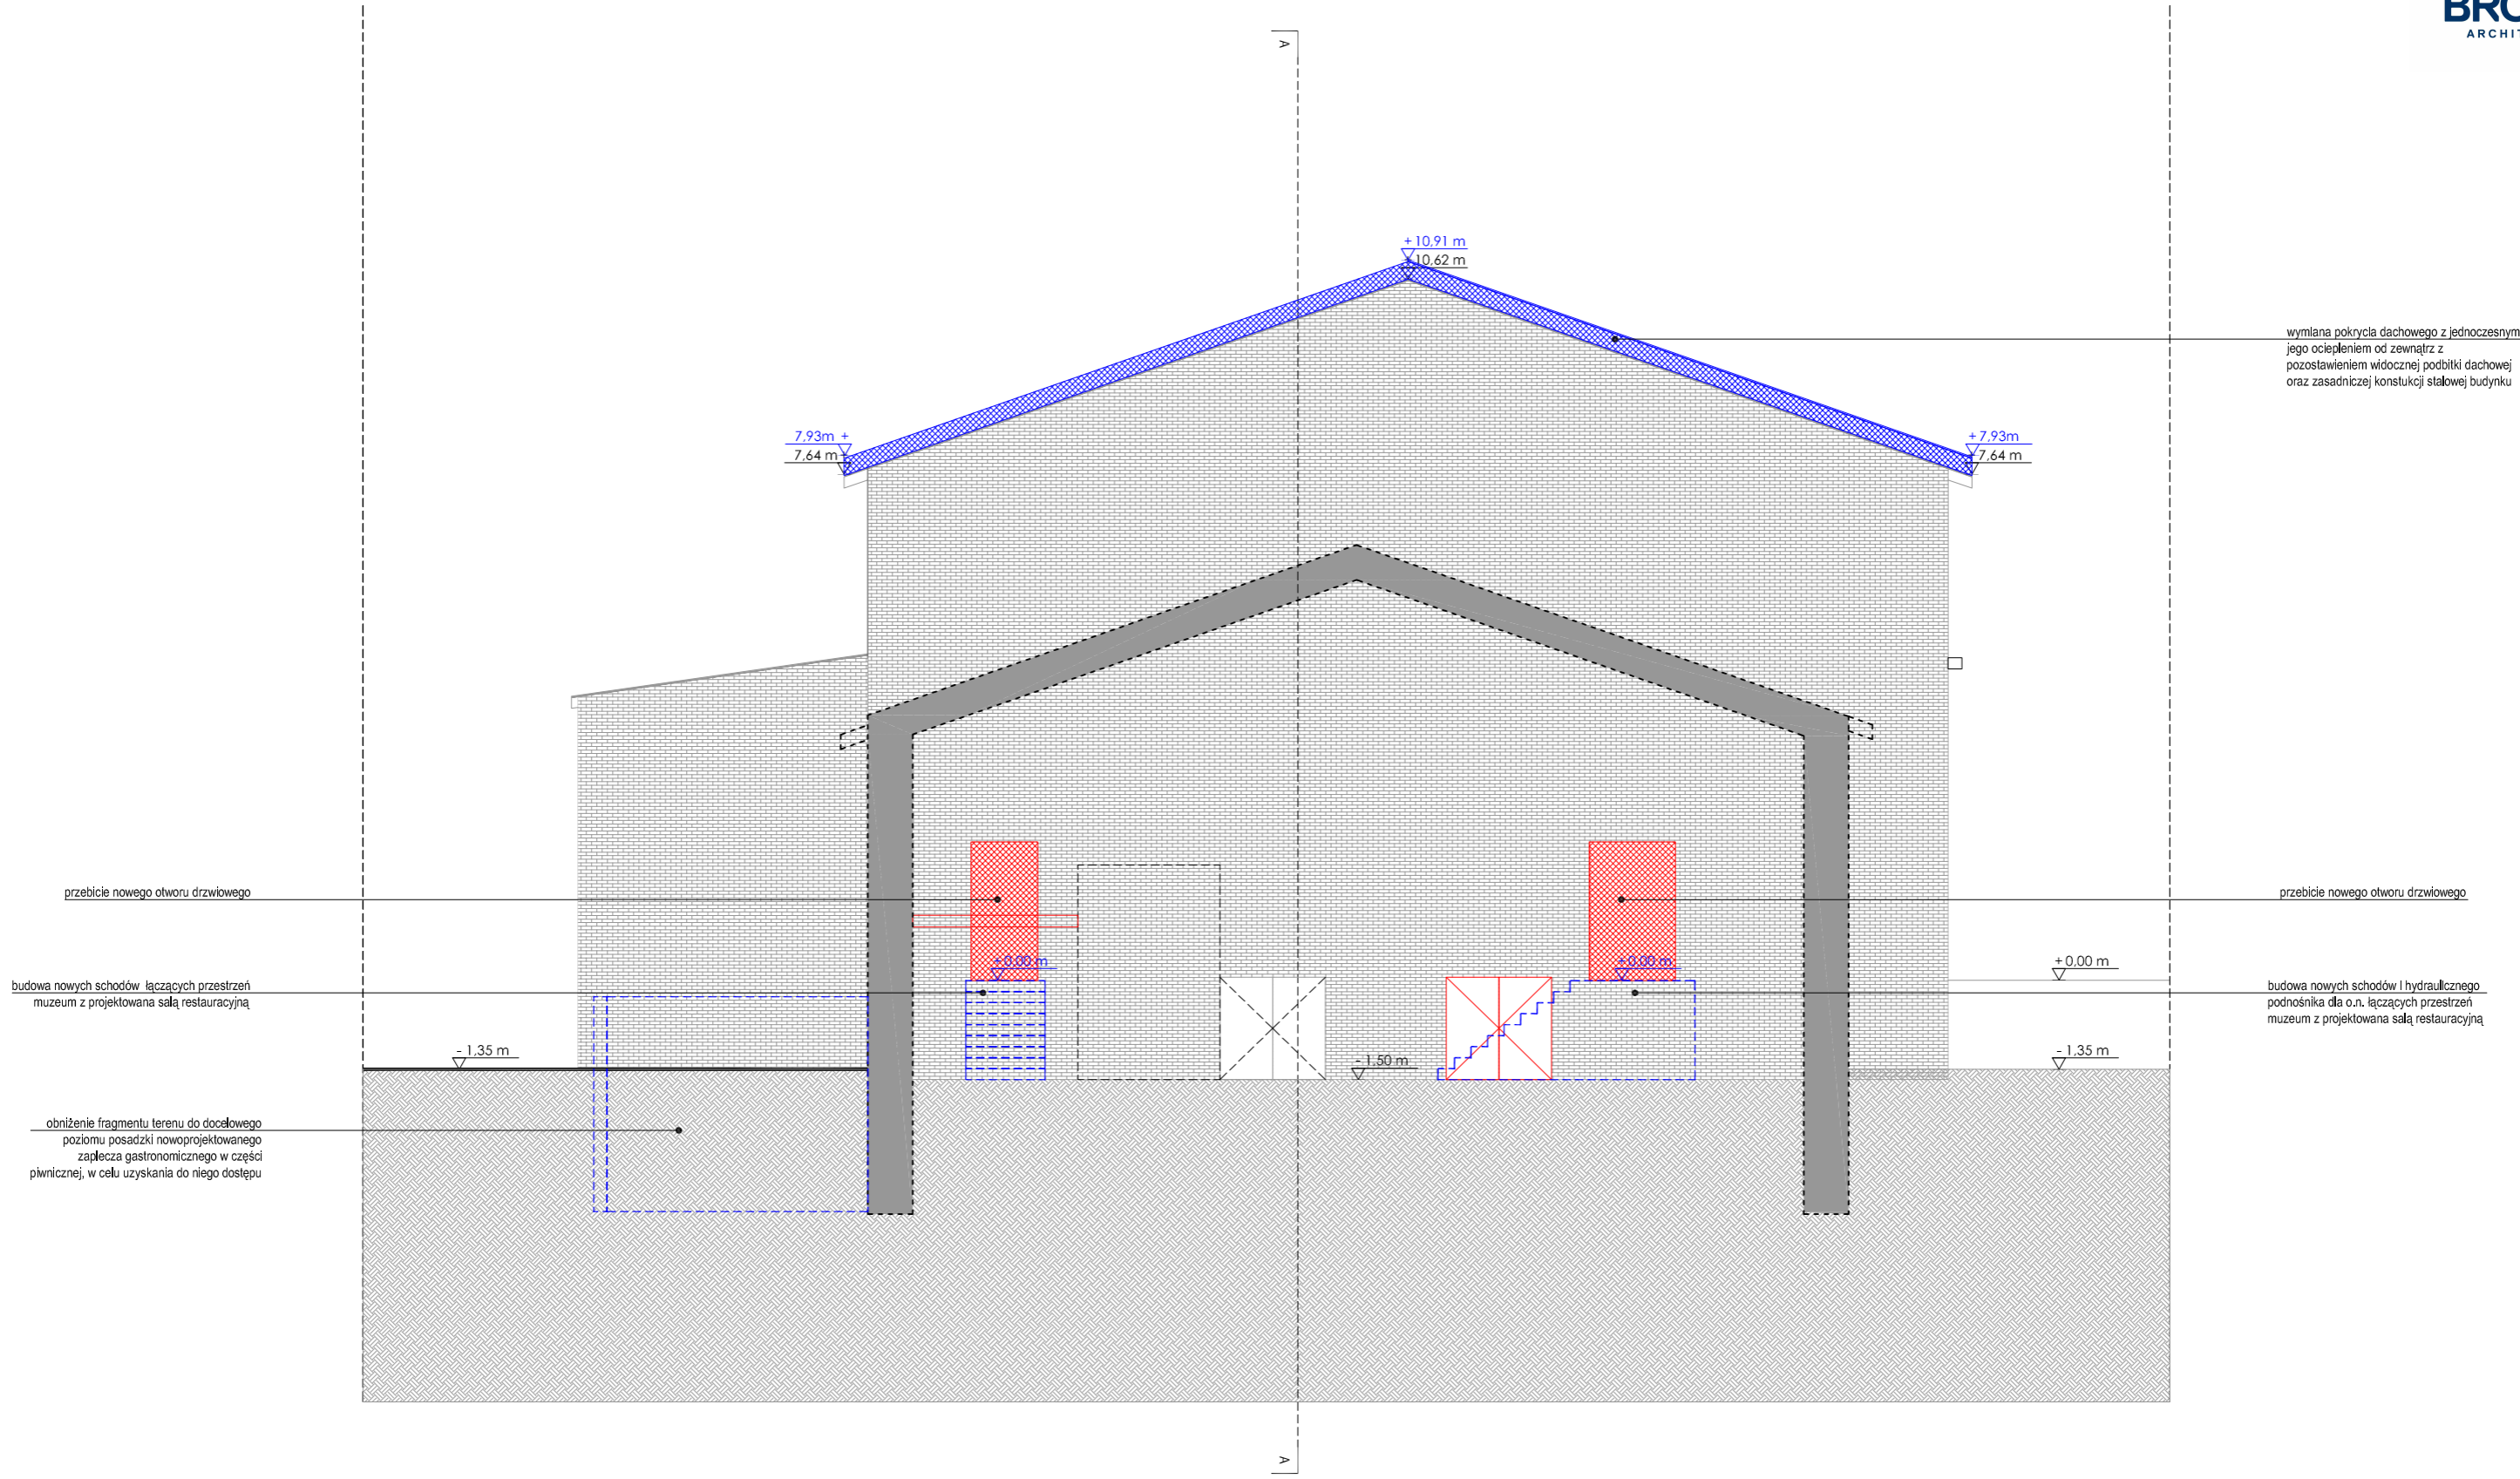 A
+10,91 m
+10,62 m
wymiana pokrycia dachowego z jednoczesnym
jego ociepleniem od zewnątrz z
pozostawieniem widocznej podbitki dachowej
oraz zasadniczej konstukcji stalowej budynku
7,93m +
7,64 m+
+7,93m
+7,64 m
przebicie nowego otworu drzwiowego
przebicie nowego otworu drzwiowego
+0,00 m
+0,00 m
+0,00 m
budowa nowych schodów łączących przestrzeń
muzeum z projektowana salą restauracyjną
budowa nowych schodów i hydraulicznego
podnośnika dla o.n. łączących przestrzeń
muzeum z projektowana salą restauracyjną
- 1,35 m
- 1,50 m
- 1,35 m
obniżenie fragmentu terenu do docelowego
poziomu posadzki nowoprojektowanego
zaplecza gastronomicznego w części
piwnicznej, w celu uzyskania do niego dostępu
A